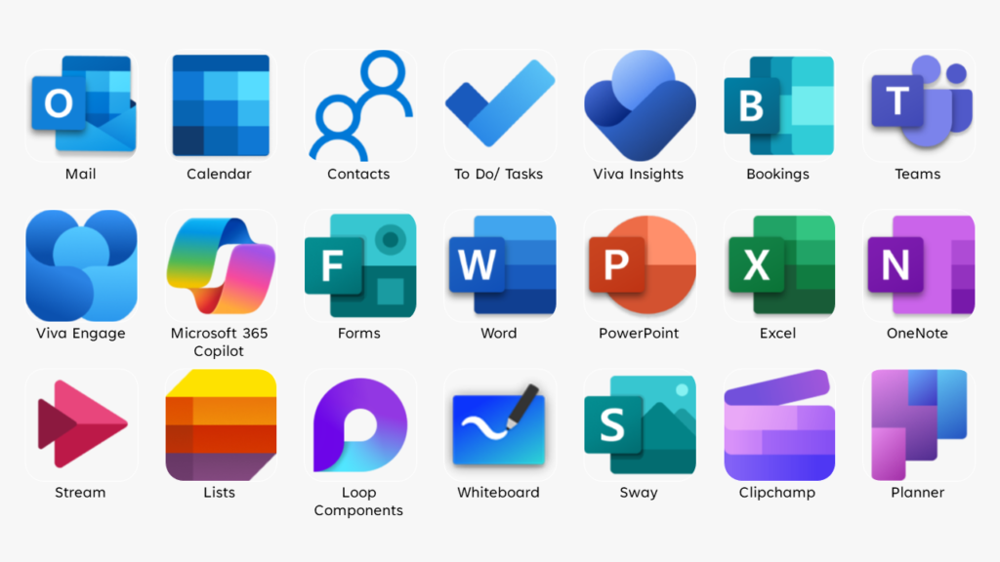 O
Mail
Calendar
Contacts
To Do/ Tasks
Viva Insights
B
Bookings
T
Teams
Viva Engage
Microsoft 365
Copilot
F
Forms
W
Word
P
PowerPoint
X
Excel
N
OneNote
Stream
Lists
Loop
Components
Whiteboard
S
Sway
Clipchamp
Planner